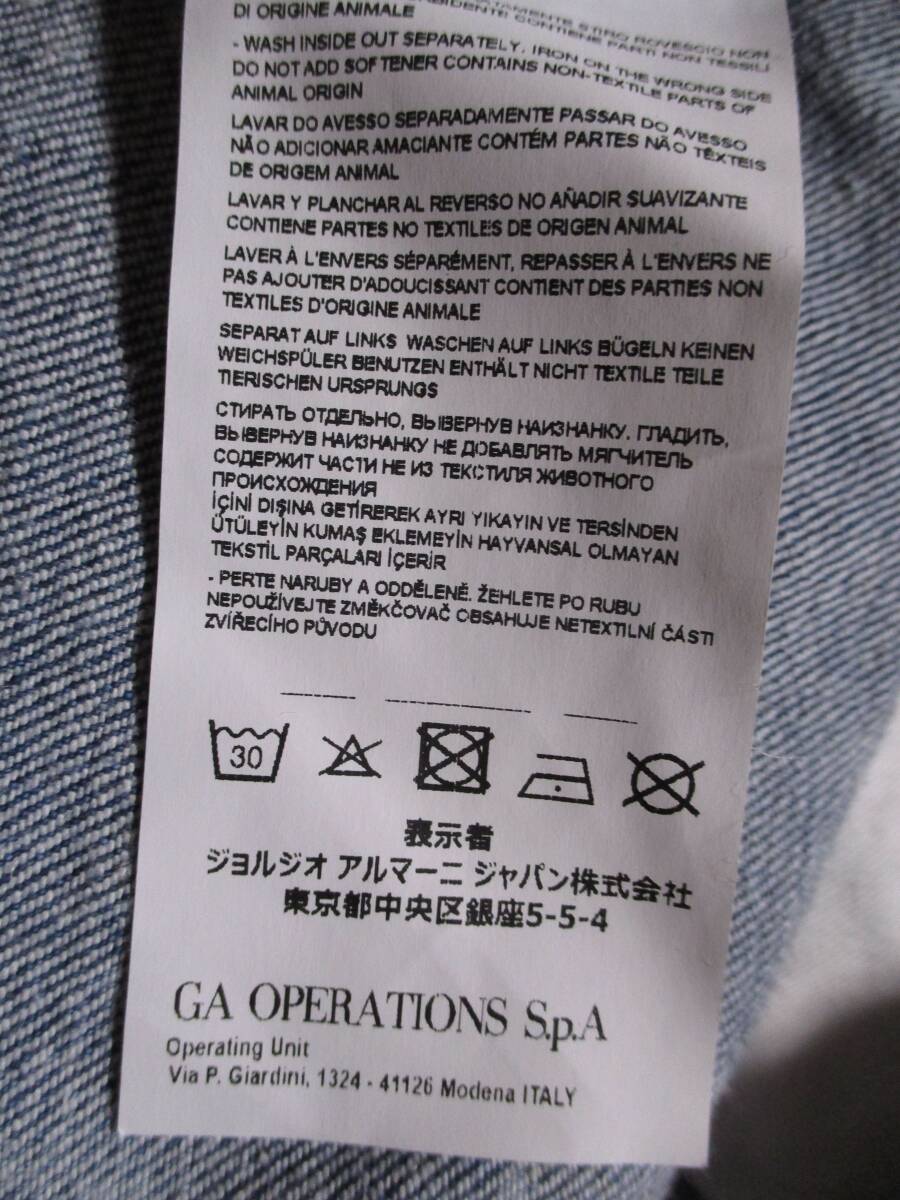 DI ORIGINE ANIMALE
STIRO ROVESCIO NON
CONTIENE PARTI NON TESSILI
- WASH INSIDE OUT SEPARATELY. IRON ON THE WRONG SIDE
DO NOT ADD SOFTENER CONTAINS NON-TEXTILE PARTS OF
ANIMAL ORIGIN
LAVAR DO AVESSO SEPARADAMENTE PASSAR DO AVESSO
NÃO ADICIONAR AMACIANTE CONTÉM PARTES NÃO TÊXTEIS
DE ORIGEM ANIMAL
LAVAR Y PLANCHAR AL REVERSO NO AÑADIR SUAVIZANTE
CONTIENE PARTES NO TEXTILES DE ORIGEN ANIMAL
LAVER À L'ENVERS SÉPARÉMENT, REPASSER À L'ENVERS NE
PAS AJOUTER D'ADOUCISSANT CONTIENT DES PARTIES NON
TEXTILES D'ORIGINE ANIMALE
SEPARAT AUF LINKS WASCHEN AUF LINKS BÜGELN KEINEN
WEICHSPÜLER BENUTZEN ENTHÄLT NICHT TEXTILE TEILE
TIERISCHEN URSPRUNGS
СТИРАТЬ ОТДЕЛЬНО, ВЫВЕРНУВ НАИЗНАНКУ. ГЛАДИТЬ,
ВЫВЕРНУВ НАИЗНАНКУ НЕ ДОБАВЛЯТЬ МЯГЧИТЕЛЬ
СОДЕРЖИТ ЧАСТИ НЕ ИЗ ТЕКСТИЛЯ ЖИВОТНОГО
ПРОИСХОЖДЕНИЯ
İÇİNİ DIŞINA GETİREREK AYRI YIKAYIN VE TERSİNDEN
ÜTÜLEYİN KUMAŞ EKLEMEYİN HAYVANSAL OLMAYAN
TEKSTİL PARÇALARI İÇERİR
- PERTE NARUBY A ODDĚLENĚ. ŽEHLETE PO RUBU
NEPOUŽÍVEJTE ZMĚKČOVAČ OBSAHUJE NETEXTILNÍ ČÁSTI
ZVÍŘECÍHO PŮVODU
30
表示者
ジョルジオ アルマーニ ジャパン株式会社
東京都中央区銀座5-5-4
GA OPERATIONS S.p.A
Operating Unit
Via P. Giardini, 1324 - 41126 Modena ITALY